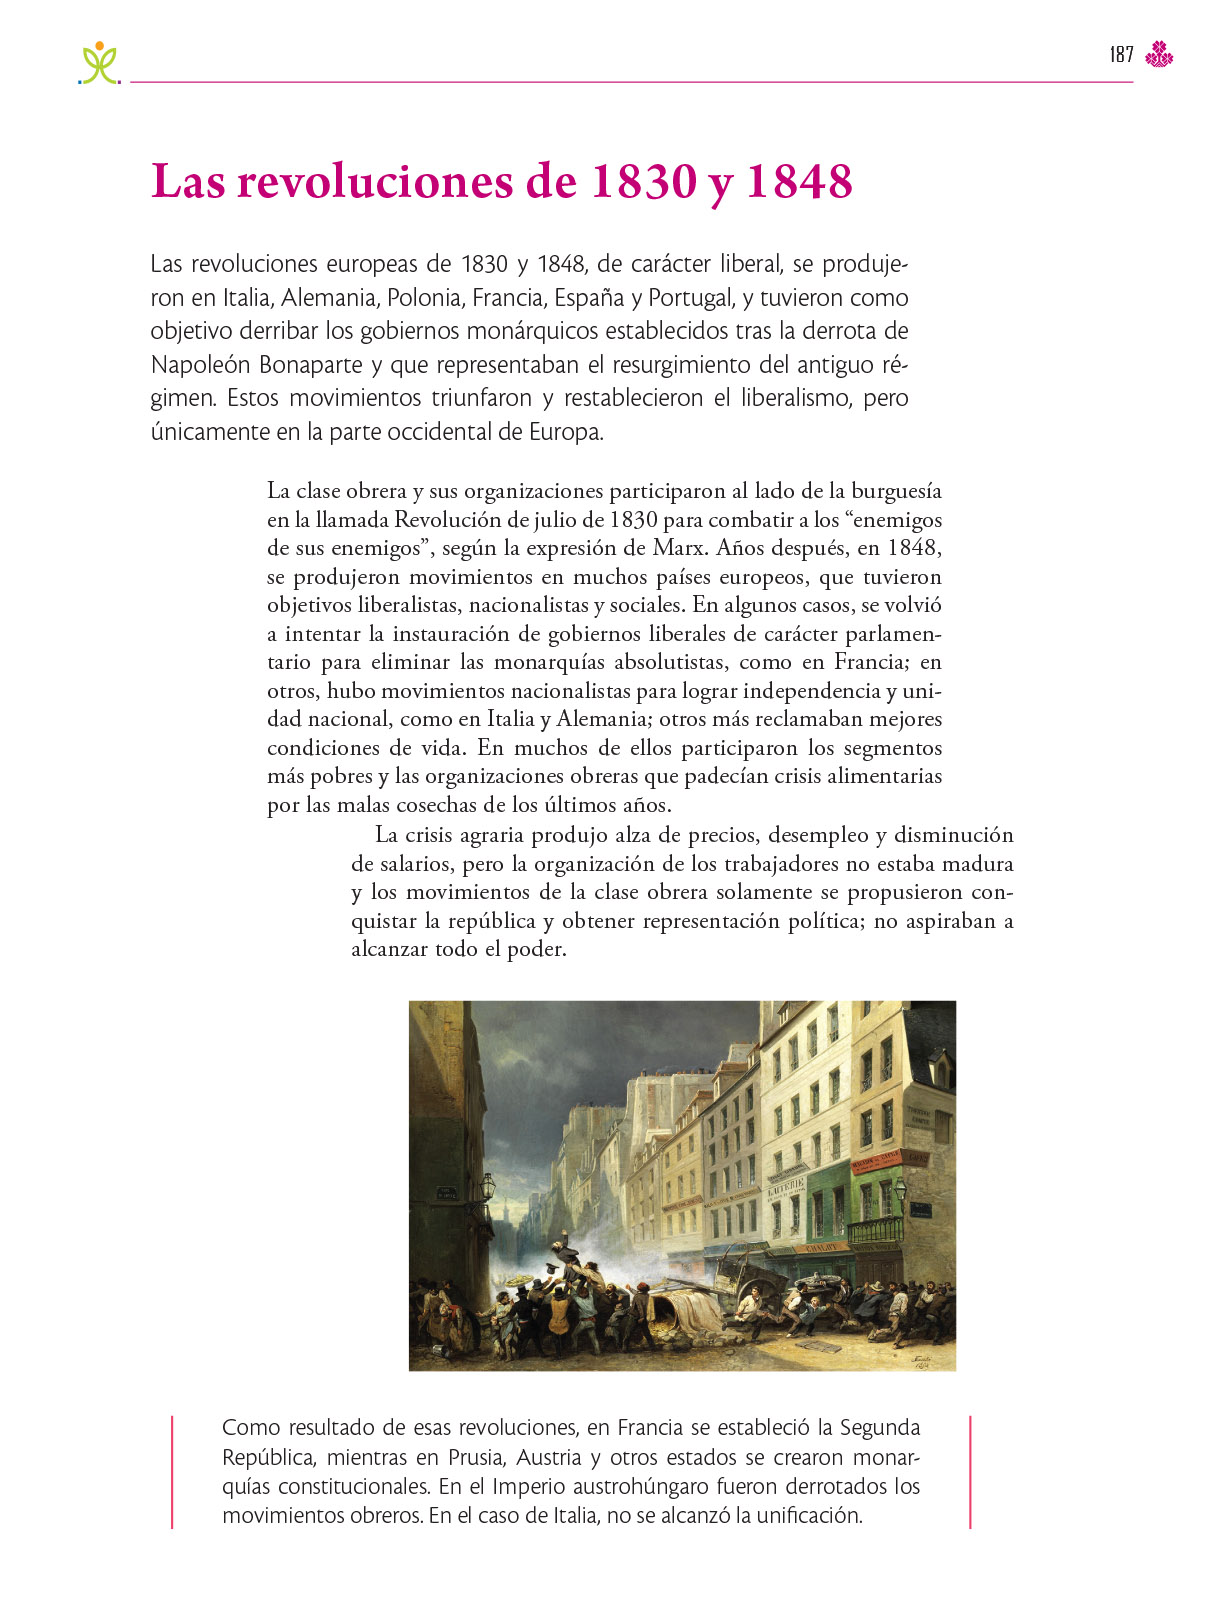 187
Las revoluciones de 1830 y 1848
Las revoluciones europeas de 1830 y 1848, de carácter liberal, se produje-
ron en Italia, Alemania, Polonia, Francia, España y Portugal, y tuvieron como
objetivo derribar los gobiernos monárquicos establecidos tras la derrota de
Napoleón Bonaparte y que representaban el resurgimiento del antiguo ré-
gimen. Estos movimientos triunfaron y restablecieron el liberalismo, pero
únicamente en la parte occidental de Europa.
La clase obrera y sus organizaciones participaron al lado de la burguesía
en la llamada Revolución de julio de 1830 para combatir a los “enemigos
de sus enemigos”, según la expresión de Marx. Años después, en 1848,
se produjeron movimientos en muchos países europeos, que tuvieron
objetivos liberalistas, nacionalistas y sociales. En algunos casos, se volvió
a intentar la instauración de gobiernos liberales de carácter parlamen-
tario para eliminar las monarquías absolutistas, como en Francia; en
otros, hubo movimientos nacionalistas para lograr independencia y uni-
dad nacional, como en Italia y Alemania; otros más reclamaban mejores
condiciones de vida. En muchos de ellos participaron los segmentos
más pobres y las organizaciones obreras que padecían crisis alimentarias
por las malas cosechas de los últimos años.
La crisis agraria produjo alza de precios, desempleo y disminución
de salarios, pero la organización de los trabajadores no estaba madura
y los movimientos de la clase obrera solamente se propusieron con-
quistar la república y obtener representación política; no aspiraban a
alcanzar todo el poder.
Como resultado de esas revoluciones, en Francia se estableció la Segunda
República, mientras en Prusia, Austria y otros estados se crearon monar-
quías constitucionales. En el Imperio austrohúngaro fueron derrotados los
movimientos obreros. En el caso de Italia, no se alcanzó la unificación.